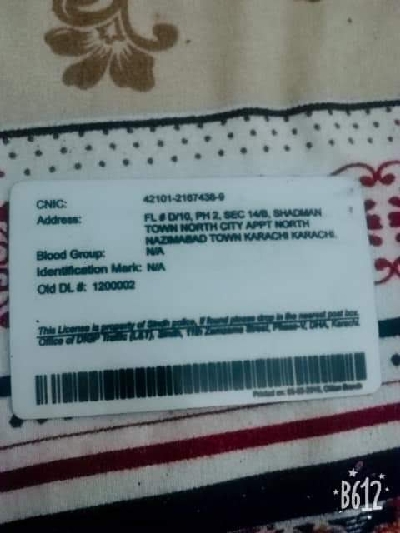 CNIC: 42101-2167438-9
Address: FL # D/10, PH 2, SEC 14/B, SHADMAN
TOWN NORTH CITY APPT NORTH
NAZIMABAD TOWN KARACHI KARACHI.
Blood Group: N/A
Identification Mark: N/A
Old DL #: 1200002
This License is property of Sindh police, if found please drop in the nearest post box.
Office of DIGP Traffic (L&T), Sindh, 11th Zamzama Street, Phase-V, DHA, Karachi.
Printed on:
B612